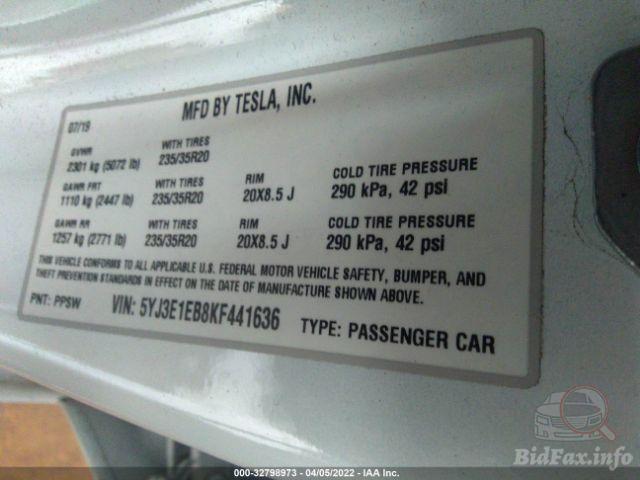 MFD BY TESLA, INC.
07/19
GVWR WITH TIRES
2301 kg (5072 lb) 235/35R20
GAWR FRT WITH TIRES RIM COLD TIRE PRESSURE
1110 kg (2447 lb) 235/35R20 20X8.5 J 290 kPa, 42 psi
GAWR RR WITH TIRES RIM COLD TIRE PRESSURE
1257 kg (2771 lb) 235/35R20 20X8.5 J 290 kPa, 42 psi
THIS VEHICLE CONFORMS TO ALL APPLICABLE U.S. FEDERAL MOTOR VEHICLE SAFETY, BUMPER, AND
THEFT PREVENTION STANDARDS IN EFFECT ON THE DATE OF MANUFACTURE SHOWN ABOVE.
PNT: PPSW VIN: 5YJ3E1EB8KF441636 TYPE: PASSENGER CAR
BidFax.info
000-32798973 - 04/05/2022 - IAA Inc.